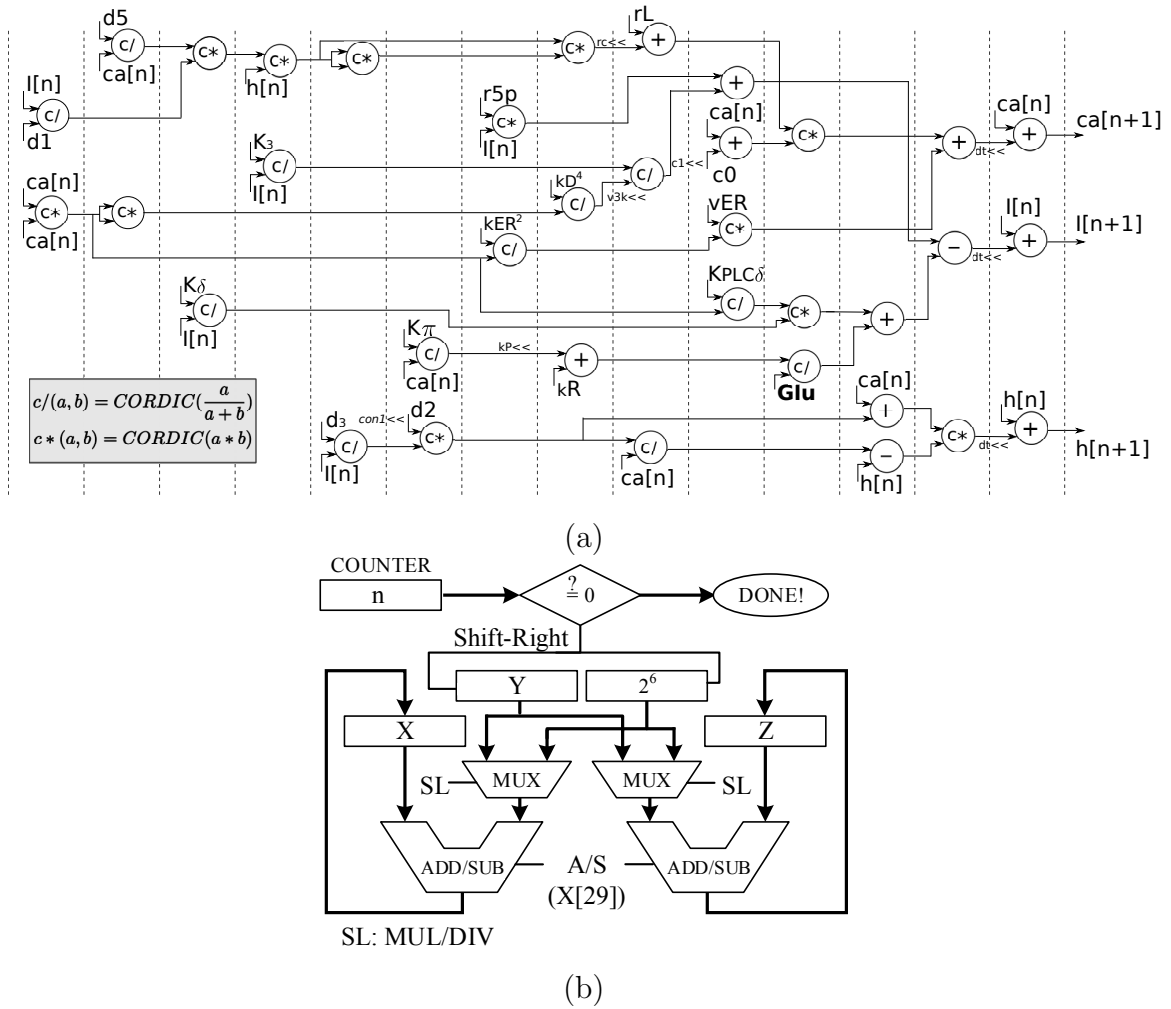 d5
c/
ca[n]
c*
c*
h[n]
c*
c*
rc<<
rL
+
I[n]
c/
d1
r5p
c*
I[n]
+
ca[n]
+
c1<<
c0
c*
+
dt<<
ca[n]
+
ca[n+1]
K3
c/
I[n]
c/
v3k<<
kD⁴
c/
ca[n]
c*
ca[n]
c*
kER²
c/
vER
c*
−
dt<<
I[n]
+
I[n+1]
Kδ
c/
I[n]
KPLCδ
c/
c*
+
Kπ
c/
ca[n]
kP<<
+
kR
c/
Glu
c/(a, b) = CORDIC(a/(a + b))
c*(a, b) = CORDIC(a * b)
d3
c/
I[n]
con1<<
d2
c*
c/
ca[n]
ca[n]
+
−
h[n]
c*
dt<<
h[n]
+
h[n+1]
(a)
COUNTER
n
≟ 0
DONE!
Shift-Right
Y
2⁶
X
Z
SL
MUX
MUX
SL
ADD/SUB
A/S
(X[29])
ADD/SUB
SL: MUL/DIV
(b)